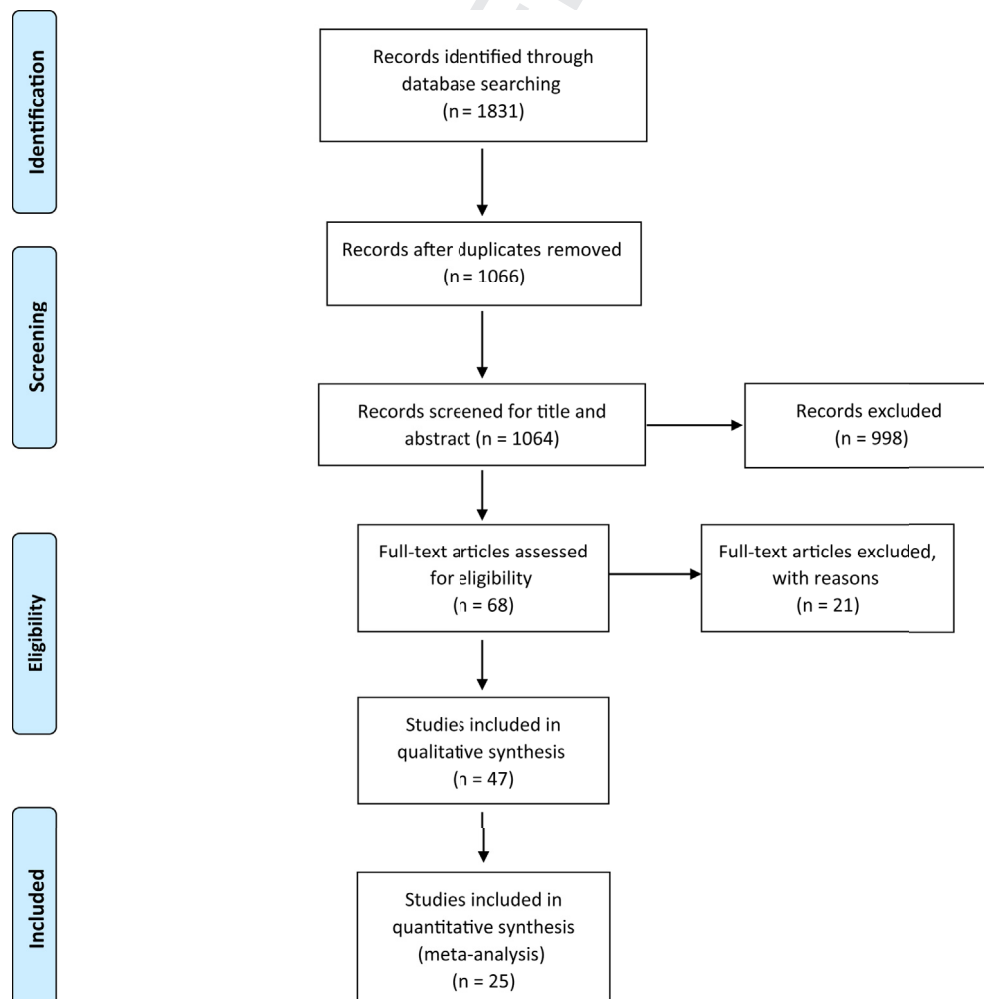 Identification
Records identified through
database searching
(n = 1831)
Records after duplicates removed
(n = 1066)
Screening
Records screened for title and
abstract (n = 1064)
Records excluded
(n = 998)
Eligibility
Full-text articles assessed
for eligibility
(n = 68)
Full-text articles excluded,
with reasons
(n = 21)
Studies included in
qualitative synthesis
(n = 47)
Included
Studies included in
quantitative synthesis
(meta-analysis)
(n = 25)